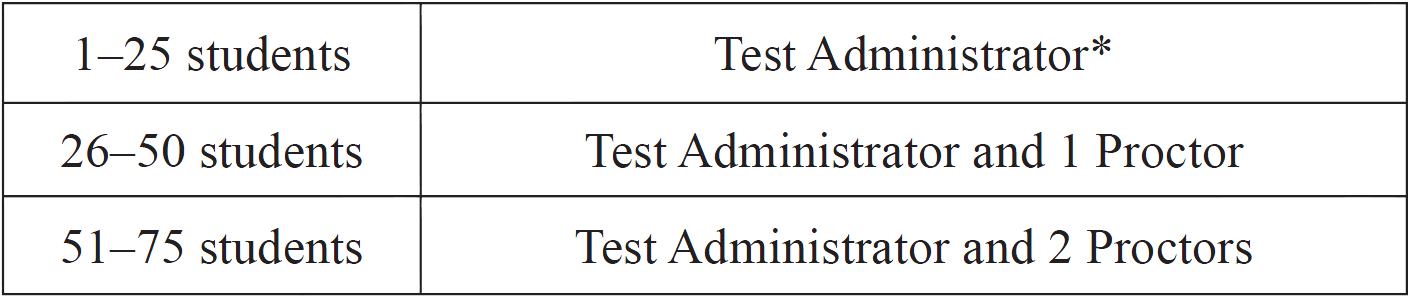 1–25 students Test Administrator*
26–50 students Test Administrator and 1 Proctor
51–75 students Test Administrator and 2 Proctors